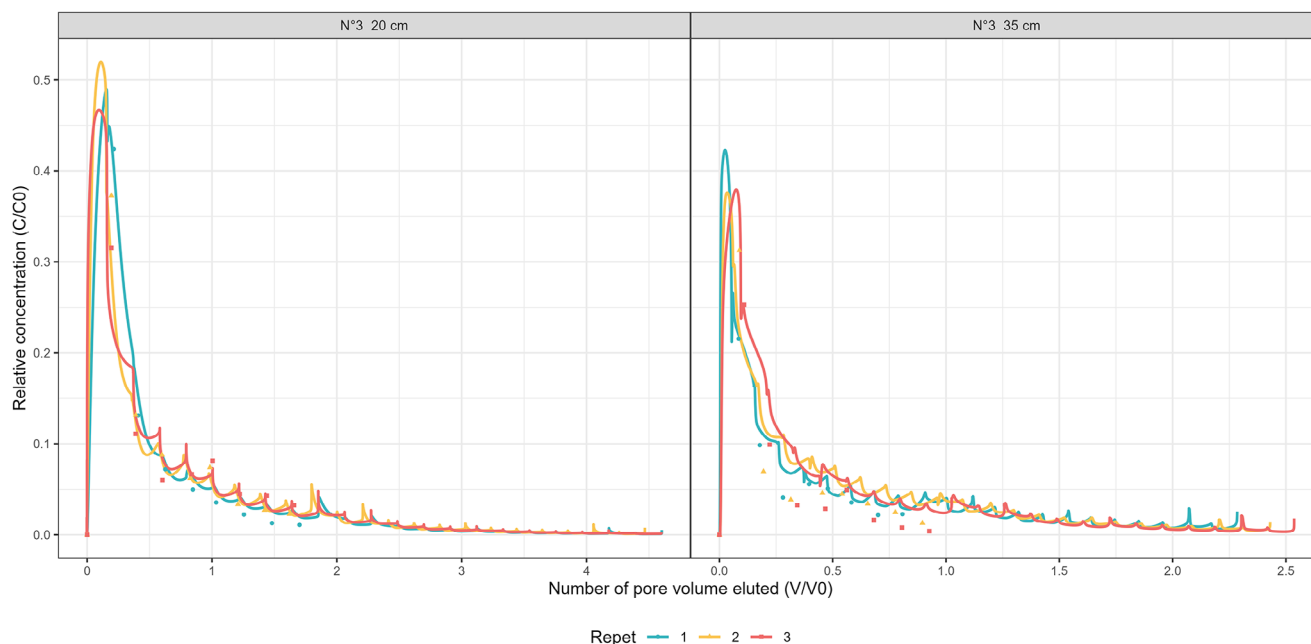 N°3 20 cm
N°3 35 cm
Relative concentration (C/C0)
0.5
0.4
0.3
0.2
0.1
0.0
0 1 2 3 4
0.0 0.5 1.0 1.5 2.0 2.5
Number of pore volume eluted (V/V0)
Repet 1 2 3